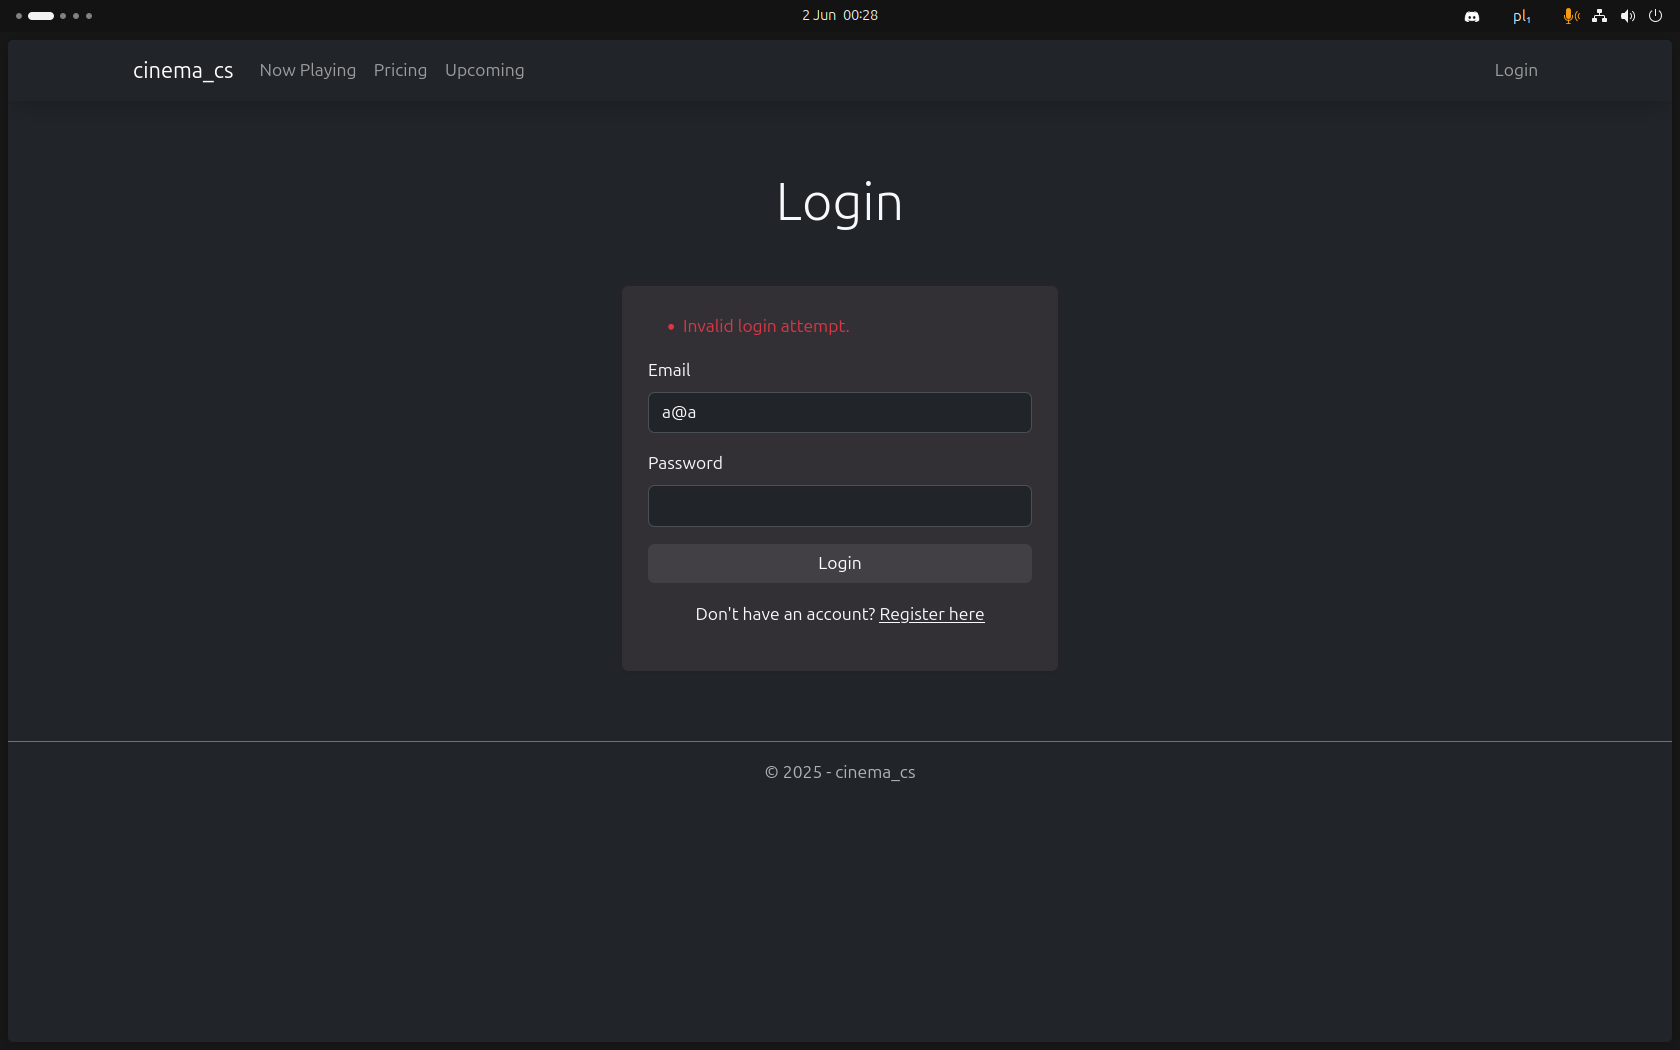 2 Jun 00:28
pl₁
cinema_cs Now Playing Pricing Upcoming Login
Login
• Invalid login attempt.
Email
a@a
Password
Login
Don't have an account? Register here
© 2025 - cinema_cs